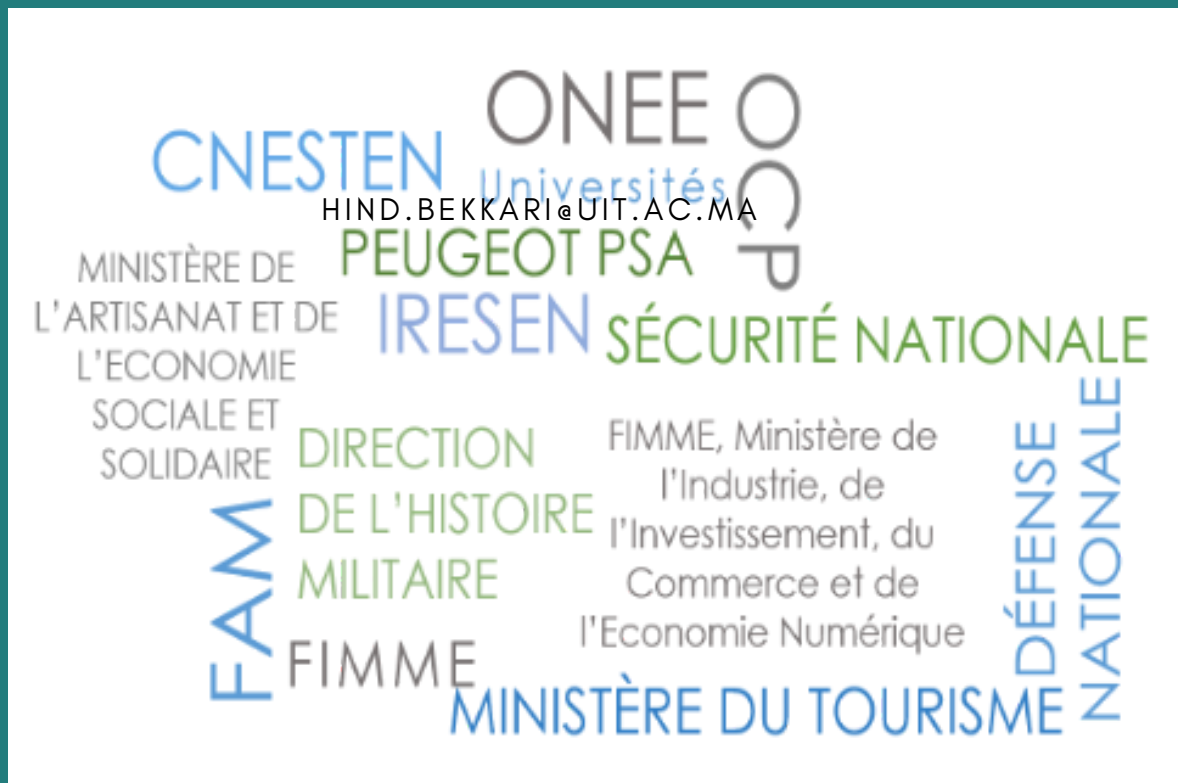 ONEE
OCP
CNESTEN
Universités
HIND.BEKKARI@UIT.AC.MA
PEUGEOT PSA
MINISTÈRE DE
L'ARTISANAT ET DE
L'ECONOMIE
SOCIALE ET
SOLIDAIRE
IRESEN
SÉCURITÉ NATIONALE
DIRECTION
DE L'HISTOIRE
MILITAIRE
FIMME, Ministère de
l'Industrie, de
l'Investissement, du
Commerce et de
l'Economie Numérique
DÉFENSE
NATIONALE
FAM
FIMME
MINISTÈRE DU TOURISME